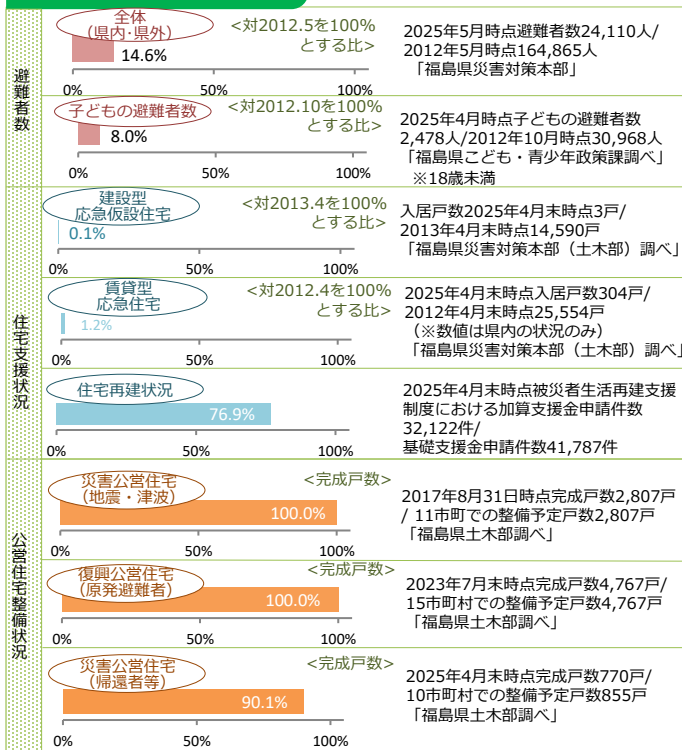 避難者数
全体
(県内・県外)
<対2012.5を100%
とする比>
14.6%
0%
50%
100%
2025年5月時点避難者数24,110人/
2012年5月時点164,865人
「福島県災害対策本部」
子どもの避難者数
<対2012.10を100%
とする比>
8.0%
0%
50%
100%
2025年4月時点子どもの避難者数
2,478人/2012年10月時点30,968人
「福島県こども・青少年政策課調べ」
※18歳未満
住宅支援状況
建設型
応急仮設住宅
<対2013.4を100%
とする比>
0.1%
0%
50%
100%
入居戸数2025年4月末時点3戸/
2013年4月末時点14,590戸
「福島県災害対策本部（土木部）調べ」
賃貸型
応急住宅
<対2012.4を100%
とする比>
1.2%
0%
50%
100%
2025年4月末時点入居戸数304戸/
2012年4月末時点25,554戸
（※数値は県内の状況のみ）
「福島県災害対策本部（土木部）調べ」
住宅再建状況
76.9%
0%
50%
100%
2025年4月末時点被災者生活再建支援
制度における加算支援金申請件数
32,122件/
基礎支援金申請件数41,787件
公営住宅整備状況
災害公営住宅
（地震・津波）
<完成戸数>
100.0%
0%
50%
100%
2017年8月31日時点完成戸数2,807戸
/ 11市町での整備予定戸数2,807戸
「福島県土木部調べ」
復興公営住宅
（原発避難者）
<完成戸数>
100.0%
0%
50%
100%
2023年7月末時点完成戸数4,767戸/
15市町村での整備予定戸数4,767戸
「福島県土木部調べ」
災害公営住宅
（帰還者等）
<完成戸数>
90.1%
0%
50%
100%
2025年4月末時点完成戸数770戸/
10市町村での整備予定戸数855戸
「福島県土木部調べ」